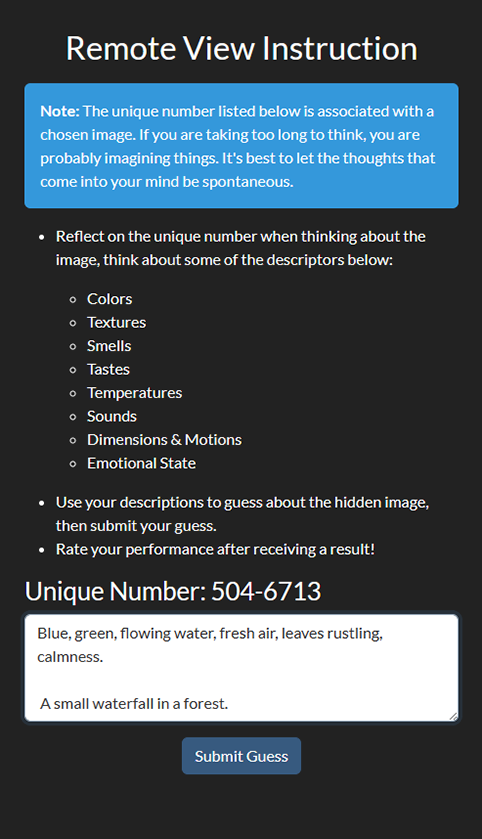 Remote View Instruction
Note: The unique number listed below is associated with a
chosen image. If you are taking too long to think, you are
probably imagining things. It's best to let the thoughts that
come into your mind be spontaneous.
Reflect on the unique number when thinking about the
image, think about some of the descriptors below:
Colors
Textures
Smells
Tastes
Temperatures
Sounds
Dimensions & Motions
Emotional State
Use your descriptions to guess about the hidden image,
then submit your guess.
Rate your performance after receiving a result!
Unique Number: 504-6713
Blue, green, flowing water, fresh air, leaves rustling,
calmness.
A small waterfall in a forest.
Submit Guess